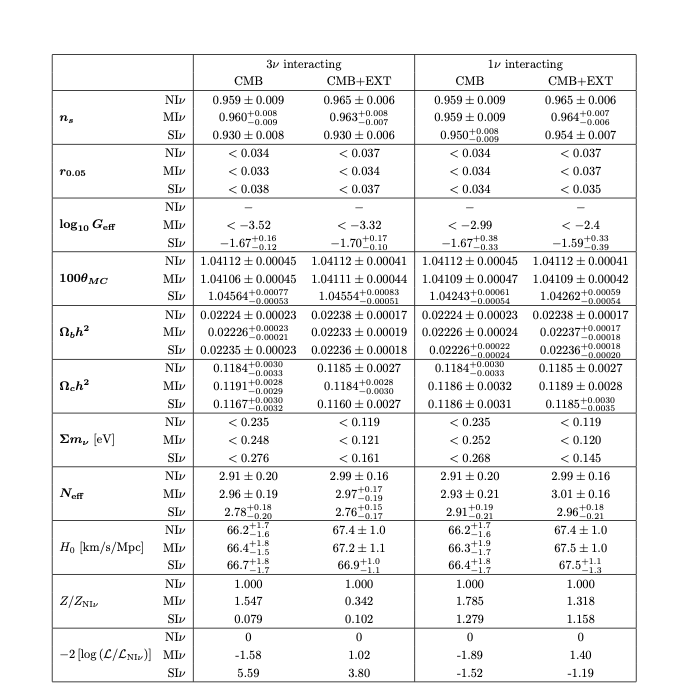 3ν interacting 1ν interacting
CMB CMB+EXT CMB CMB+EXT
NIν 0.959 ± 0.009 0.965 ± 0.006 0.959 ± 0.009 0.965 ± 0.006
n_s MIν 0.960^{+0.008}_{−0.009} 0.963^{+0.008}_{−0.007} 0.959 ± 0.009 0.964^{+0.007}_{−0.006}
SIν 0.930 ± 0.008 0.930 ± 0.006 0.950^{+0.008}_{−0.009} 0.954 ± 0.007
NIν < 0.034 < 0.037 < 0.034 < 0.037
r_{0.05} MIν < 0.033 < 0.034 < 0.034 < 0.037
SIν < 0.038 < 0.037 < 0.034 < 0.035
NIν − − − −
log_{10} G_{eff} MIν < −3.52 < −3.32 < −2.99 < −2.4
SIν −1.67^{+0.16}_{−0.12} −1.70^{+0.17}_{−0.10} −1.67^{+0.38}_{−0.33} −1.59^{+0.33}_{−0.39}
NIν 1.04112 ± 0.00045 1.04112 ± 0.00041 1.04112 ± 0.00045 1.04112 ± 0.00041
100θ_{MC} MIν 1.04106 ± 0.00045 1.04111 ± 0.00044 1.04109 ± 0.00047 1.04109 ± 0.00042
SIν 1.04564^{+0.00077}_{−0.00053} 1.04554^{+0.00083}_{−0.00051} 1.04243^{+0.00061}_{−0.00054} 1.04262^{+0.00059}_{−0.00054}
NIν 0.02224 ± 0.00023 0.02238 ± 0.00017 0.02224 ± 0.00023 0.02238 ± 0.00017
Ω_b h^2 MIν 0.02226^{+0.00023}_{−0.00021} 0.02233 ± 0.00019 0.02226 ± 0.00024 0.02237^{+0.00017}_{−0.00018}
SIν 0.02235 ± 0.00023 0.02236 ± 0.00018 0.02226^{+0.00022}_{−0.00024} 0.02236^{+0.00018}_{−0.00020}
NIν 0.1184^{+0.0030}_{−0.0033} 0.1185 ± 0.0027 0.1184^{+0.0030}_{−0.0033} 0.1185 ± 0.0027
Ω_c h^2 MIν 0.1191^{+0.0028}_{−0.0029} 0.1184^{+0.0028}_{−0.0030} 0.1186 ± 0.0032 0.1189 ± 0.0028
SIν 0.1167^{+0.0030}_{−0.0032} 0.1160 ± 0.0027 0.1186 ± 0.0031 0.1185^{+0.0030}_{−0.0035}
NIν < 0.235 < 0.119 < 0.235 < 0.119
Σm_ν [eV] MIν < 0.248 < 0.121 < 0.252 < 0.120
SIν < 0.276 < 0.161 < 0.268 < 0.145
NIν 2.91 ± 0.20 2.99 ± 0.16 2.91 ± 0.20 2.99 ± 0.16
N_{eff} MIν 2.96 ± 0.19 2.97^{+0.17}_{−0.19} 2.93 ± 0.21 3.01 ± 0.16
SIν 2.78^{+0.18}_{−0.20} 2.76^{+0.15}_{−0.17} 2.91^{+0.19}_{−0.21} 2.96^{+0.18}_{−0.21}
NIν 66.2^{+1.7}_{−1.6} 67.4 ± 1.0 66.2^{+1.7}_{−1.6} 67.4 ± 1.0
H_0 [km/s/Mpc] MIν 66.4^{+1.8}_{−1.5} 67.2 ± 1.1 66.3^{+1.9}_{−1.7} 67.5 ± 1.0
SIν 66.7^{+1.8}_{−1.7} 66.9^{+1.0}_{−1.1} 66.4^{+1.8}_{−1.7} 67.5^{+1.1}_{−1.3}
NIν 1.000 1.000 1.000 1.000
Z/Z_{NIν} MIν 1.547 0.342 1.785 1.318
SIν 0.079 0.102 1.279 1.158
NIν 0 0 0 0
−2 [log (ℒ/ℒ_{NIν})] MIν -1.58 1.02 -1.89 1.40
SIν 5.59 3.80 -1.52 -1.19